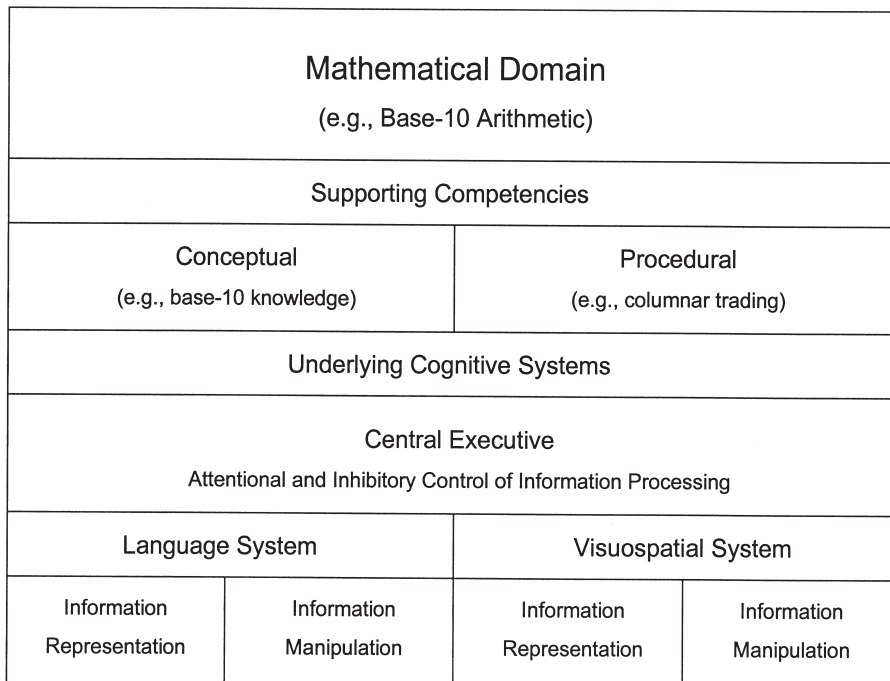 Mathematical Domain
(e.g., Base-10 Arithmetic)
Supporting Competencies
Conceptual
(e.g., base-10 knowledge)
Procedural
(e.g., columnar trading)
Underlying Cognitive Systems
Central Executive
Attentional and Inhibitory Control of Information Processing
Language System
Visuospatial System
Information
Representation
Information
Manipulation
Information
Representation
Information
Manipulation